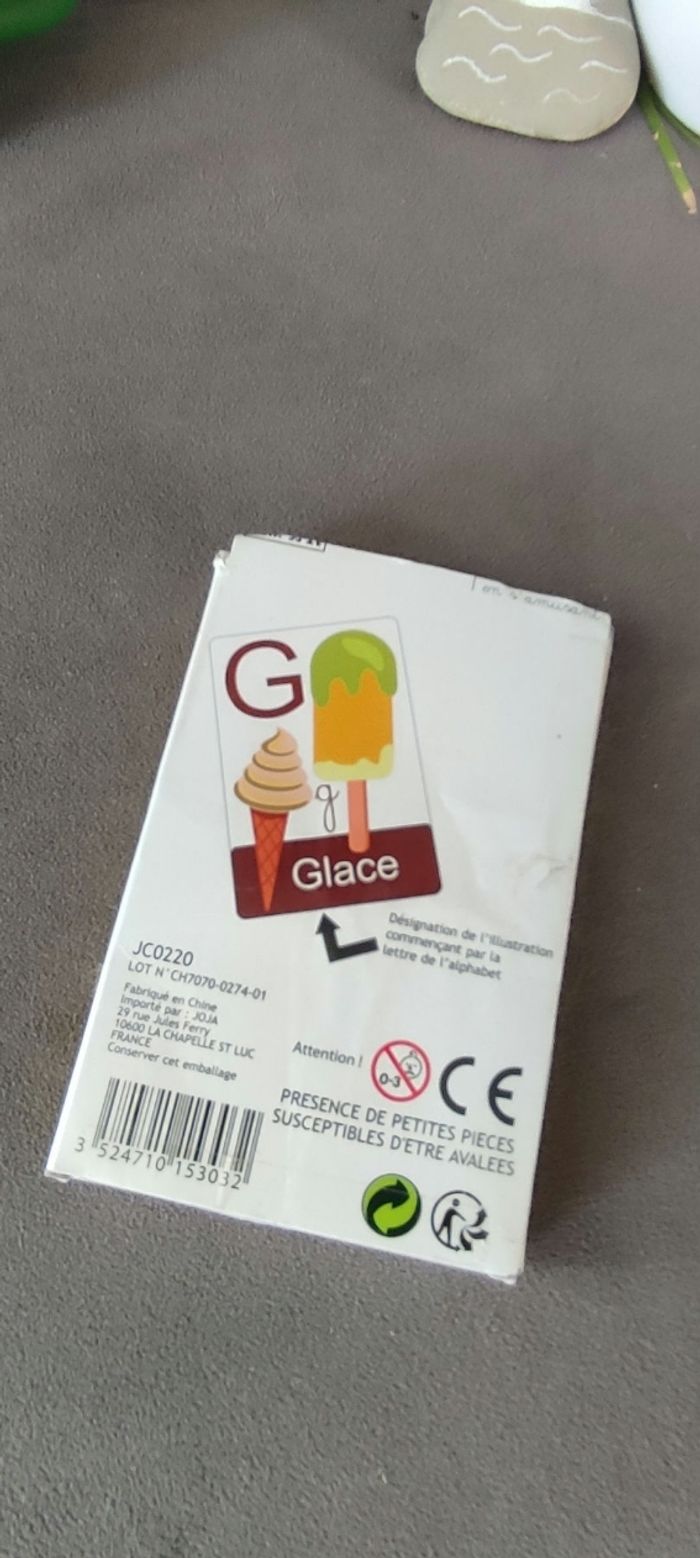 en s'amusant
G
g
Glace
Désignation de l'illustration
commençant par la
lettre de l'alphabet
JC0220
LOT N°CH7070-0274-01
Fabriqué en Chine
Importé par : JOJA
29 rue Jules Ferry
10600 LA CHAPELLE ST LUC
FRANCE
Conserver cet emballage
Attention !
0-3
CE
PRESENCE DE PETITES PIECES
SUSCEPTIBLES D'ETRE AVALEES
3 524710 153032